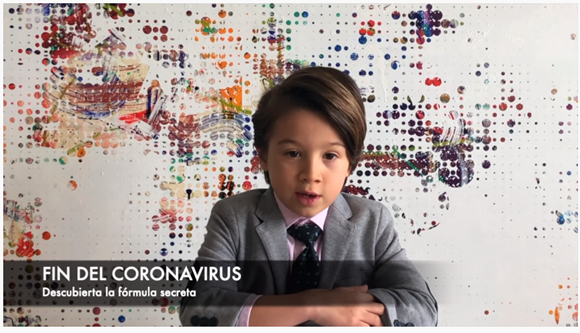 FIN DEL CORONAVIRUS
Descubierta la fórmula secreta